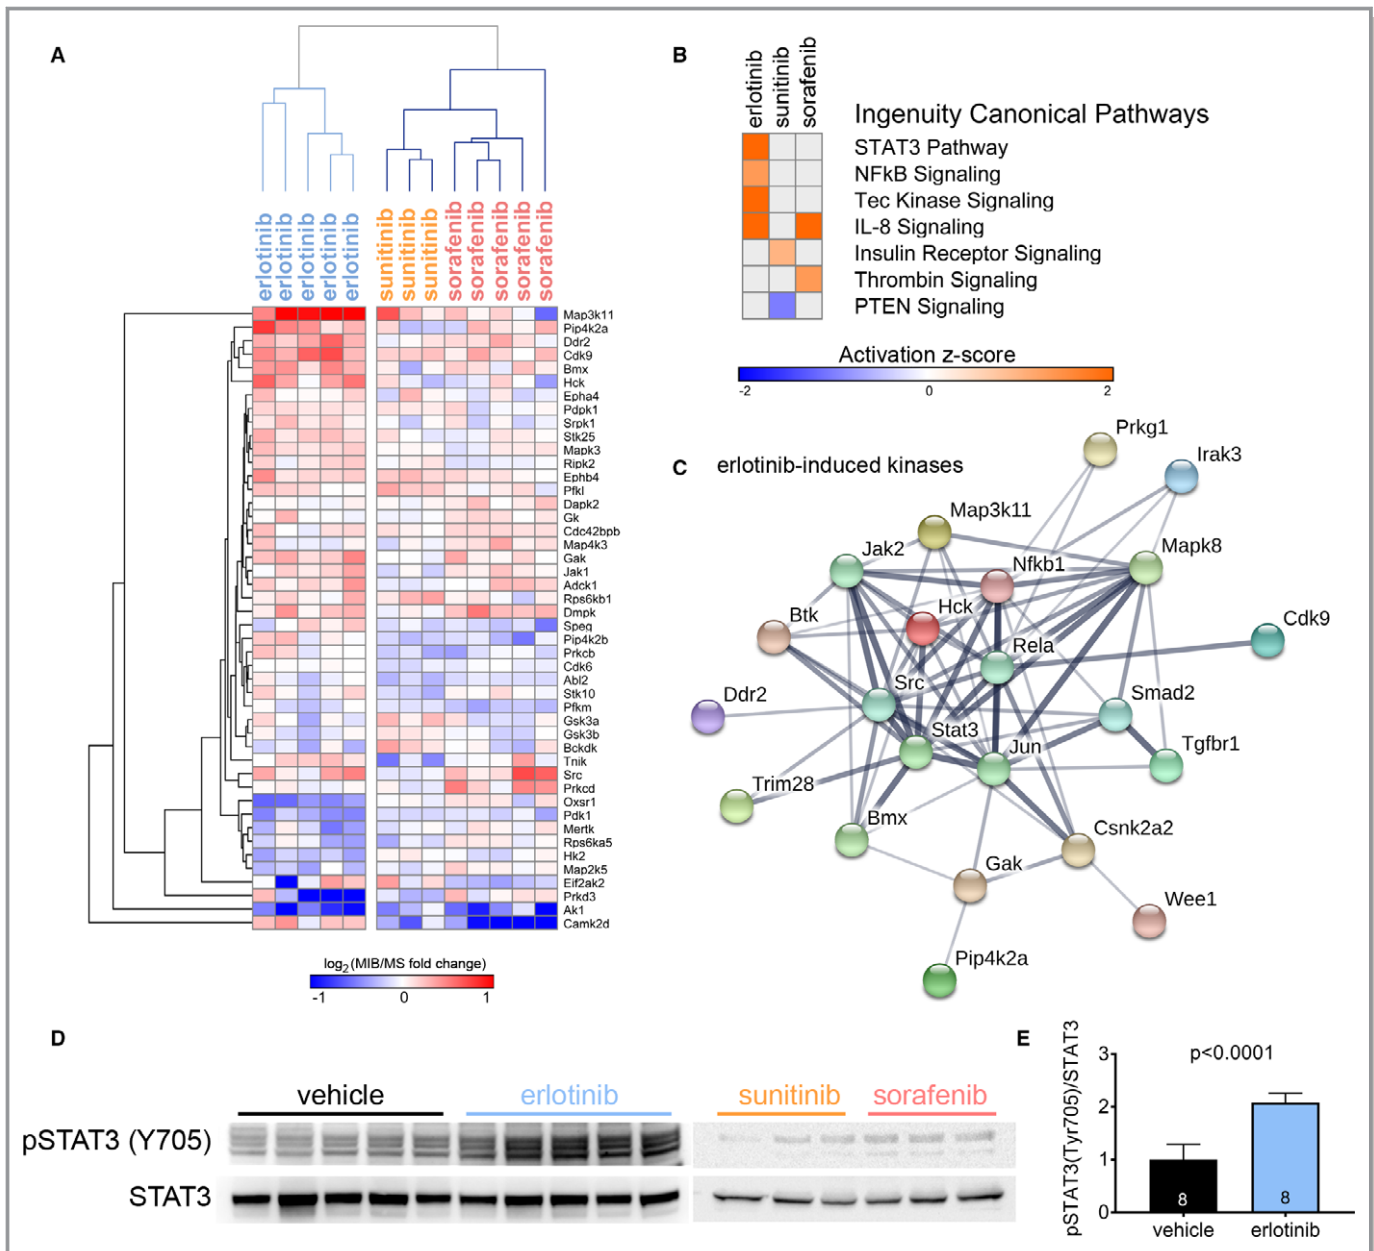 A
erlotinib
erlotinib
erlotinib
erlotinib
erlotinib
sunitinib
sunitinib
sunitinib
sorafenib
sorafenib
sorafenib
sorafenib
sorafenib
Map3k11
Pip4k2a
Ddr2
Cdk9
Bmx
Hck
Epha4
Pdpk1
Srpk1
Stk25
Mapk3
Ripk2
Ephb4
Pfkl
Dapk2
Gk
Cdc42bpb
Map4k3
Gak
Jak1
Adck1
Rps6kb1
Dmpk
Speg
Pip4k2b
Prkcb
Cdk6
Abl2
Stk10
Pfkm
Gsk3a
Gsk3b
Bckdk
Tnik
Src
Prkcd
Oxsr1
Pdk1
Mertk
Rps6ka5
Hk2
Map2k5
Eif2ak2
Prkd3
Ak1
Camk2d
log2(MIB/MS fold change)
-1 0 1
B
erlotinib
sunitinib
sorafenib
Ingenuity Canonical Pathways
STAT3 Pathway
NFkB Signaling
Tec Kinase Signaling
IL-8 Signaling
Insulin Receptor Signaling
Thrombin Signaling
PTEN Signaling
Activation z-score
-2 0 2
C erlotinib-induced kinases
Prkg1
Irak3
Map3k11
Jak2
Nfkb1
Mapk8
Btk
Hck
Cdk9
Rela
Src
Ddr2
Smad2
Stat3
Jun
Tgfbr1
Trim28
Bmx
Csnk2a2
Gak
Wee1
Pip4k2a
D
vehicle erlotinib sunitinib sorafenib
pSTAT3 (Y705)
STAT3
E
pSTAT3(Tyr705)/STAT3
p<0.0001
3
2
1
0
8 8
vehicle erlotinib